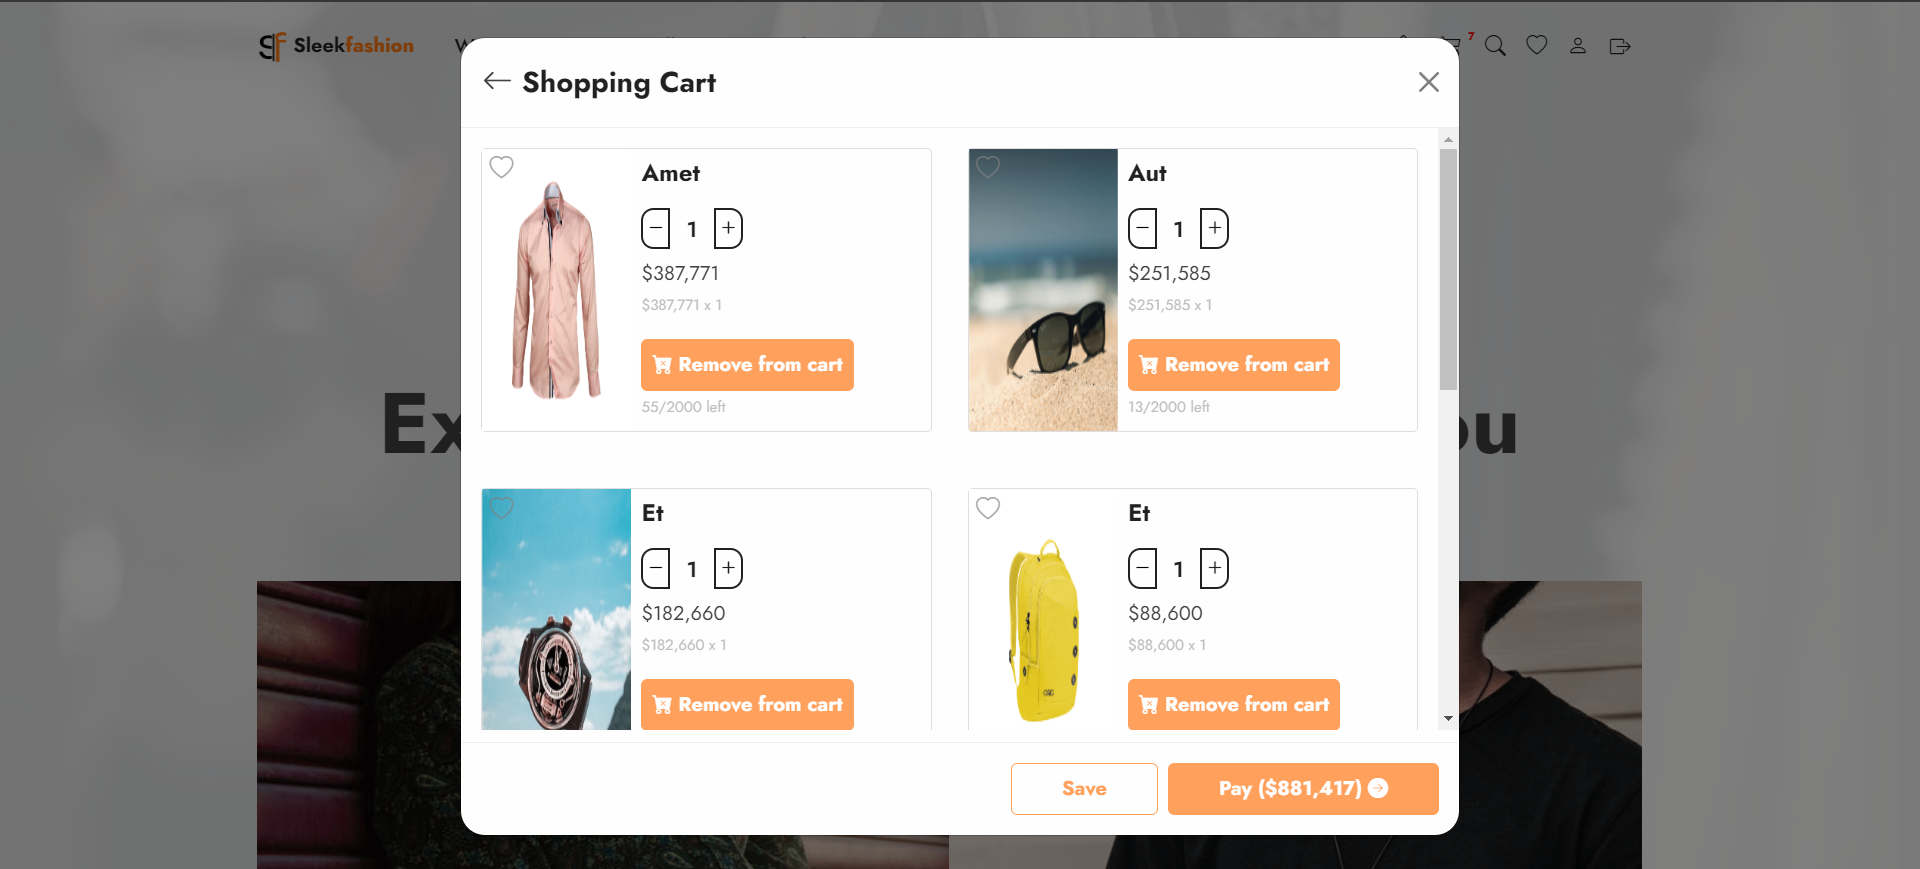 Sleekfashion
7
Shopping Cart
Amet
1
$387,771
$387,771 x 1
Remove from cart
55/2000 left
Aut
1
$251,585
$251,585 x 1
Remove from cart
13/2000 left
Et
1
$182,660
$182,660 x 1
Remove from cart
Et
1
$88,600
$88,600 x 1
Remove from cart
OGIO
Save
Pay ($881,417)